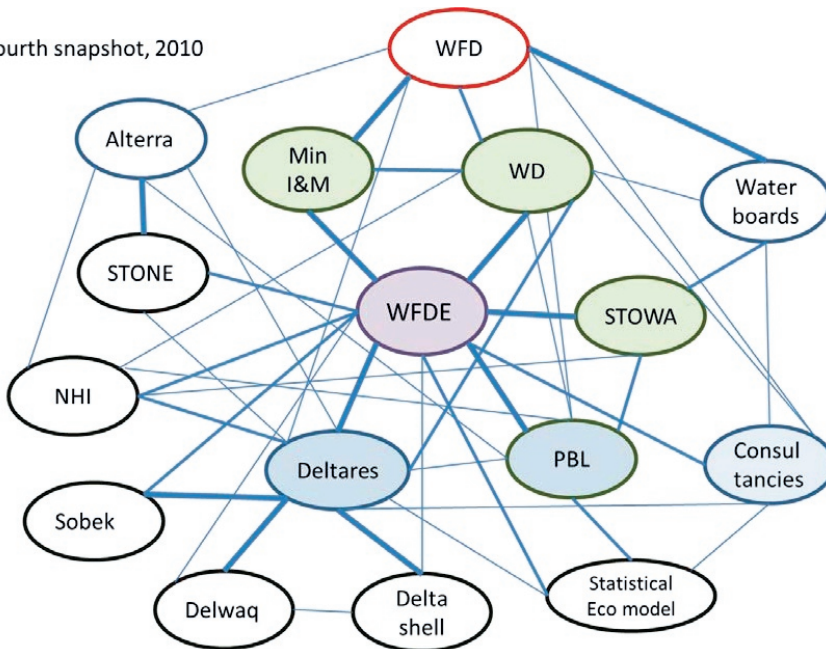 ourth snapshot, 2010
WFD
Alterra
Min
I&M
WD
Water
boards
STONE
WFDE
STOWA
NHI
Deltares
PBL
Consul
tancies
Sobek
Delwaq
Delta
shell
Statistical
Eco model